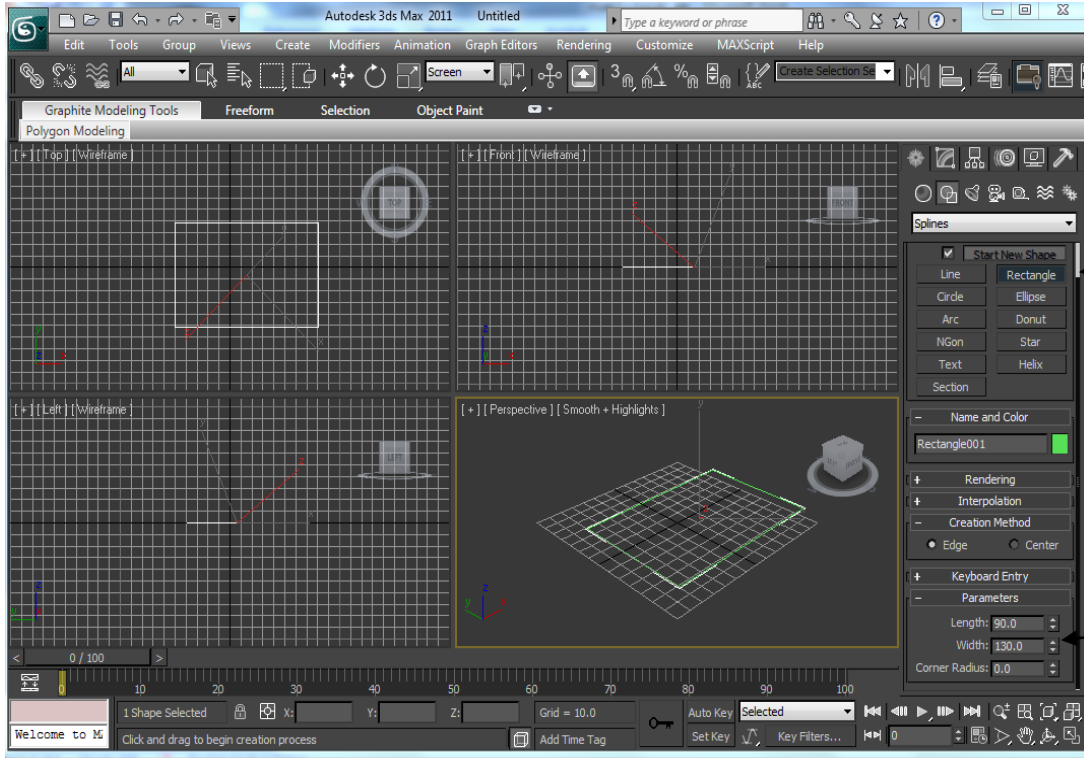 Autodesk 3ds Max 2011 Untitled
Type a keyword or phrase
Edit Tools Group Views Create Modifiers Animation Graph Editors Rendering Customize MAXScript Help
All
Screen
3
%
ABC
Create Selection Se
Graphite Modeling Tools Freeform Selection Object Paint
Polygon Modeling
[ + ] [ Top ] [ Wireframe ]
TOP
x
y
z
x
[ + ] [ Front ] [ Wireframe ]
FRONT
z
x
z
x
[ + ] [ Left ] [ Wireframe ]
LEFT
y
z
z
y
[ + ] [ Perspective ] [ Smooth + Highlights ]
y
z
y
x
Splines
Start New Shape
Line Rectangle
Circle Ellipse
Arc Donut
NGon Star
Text Helix
Section
- Name and Color
Rectangle001
+ Rendering
+ Interpolation
- Creation Method
Edge Center
+ Keyboard Entry
- Parameters
Length: 90.0
Width: 130.0
Corner Radius: 0.0
< 0 / 100 >
0 10 20 30 40 50 60 70 80 90 100
1 Shape Selected X: Y: Z: Grid = 10.0 Auto Key Selected
Welcome to M Click and drag to begin creation process Add Time Tag Set Key Key Filters... 0